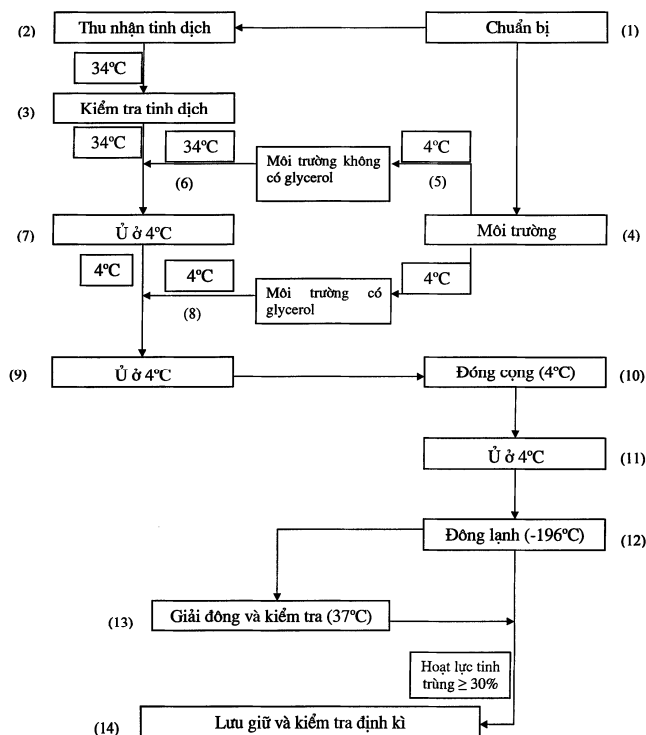 (2)
Thu nhận tinh dịch
Chuẩn bị
(1)
34ºC
(3)
Kiểm tra tinh dịch
34ºC
34ºC
(6)
Môi trường không
có glycerol
4ºC
(5)
(7)
Ủ ở 4ºC
Môi trường
(4)
4ºC
4ºC
(8)
Môi trường có
glycerol
4ºC
(9)
Ủ ở 4ºC
Đóng cọng (4ºC)
(10)
Ủ ở 4ºC
(11)
Đông lạnh (-196ºC)
(12)
(13)
Giải đông và kiểm tra (37ºC)
Hoạt lực tinh
trùng ≥ 30%
(14)
Lưu giữ và kiểm tra định kì